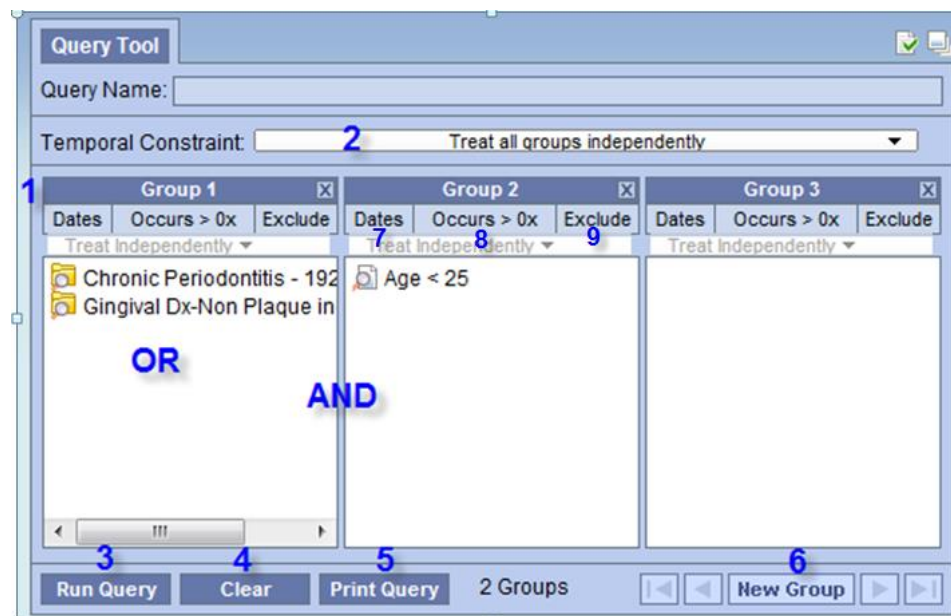 Query Tool
Query Name:
Temporal Constraint: 2 Treat all groups independently
1 Group 1 X Group 2 X Group 3 X
Dates Occurs > 0x Exclude Dates Occurs > 0x Exclude Dates Occurs > 0x Exclude
7 8 9
Treat Independently Treat Independently Treat Independently
Chronic Periodontitis - 192 Age < 25
Gingival Dx-Non Plaque in
OR
AND
3 4 5 6
Run Query Clear Print Query 2 Groups New Group